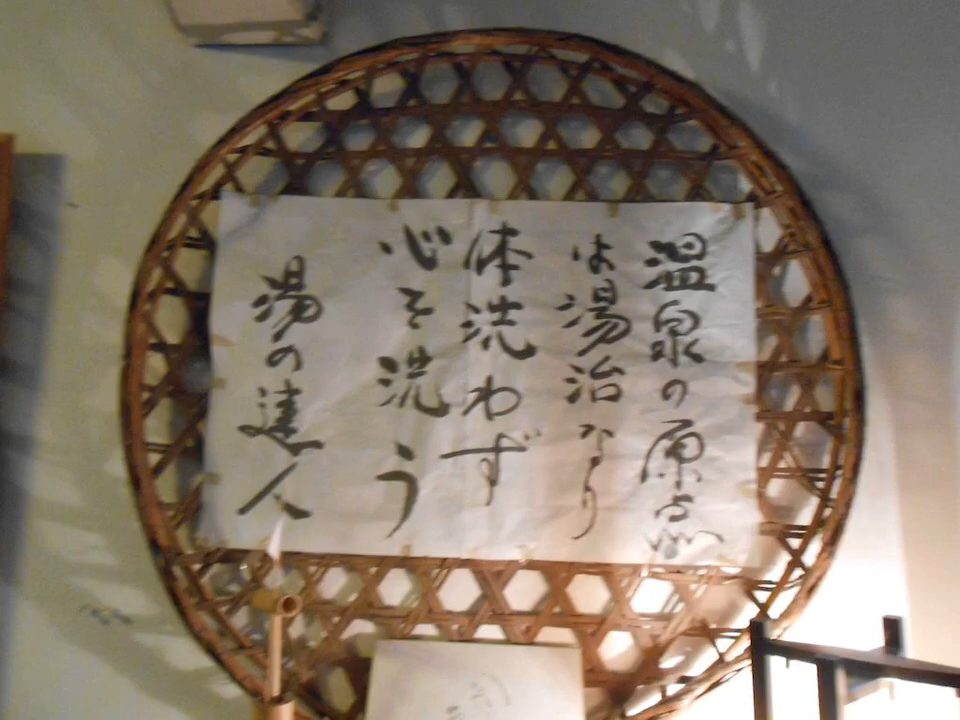 温泉の原点
は湯治なり
体洗わず
心を洗う
湯の達人